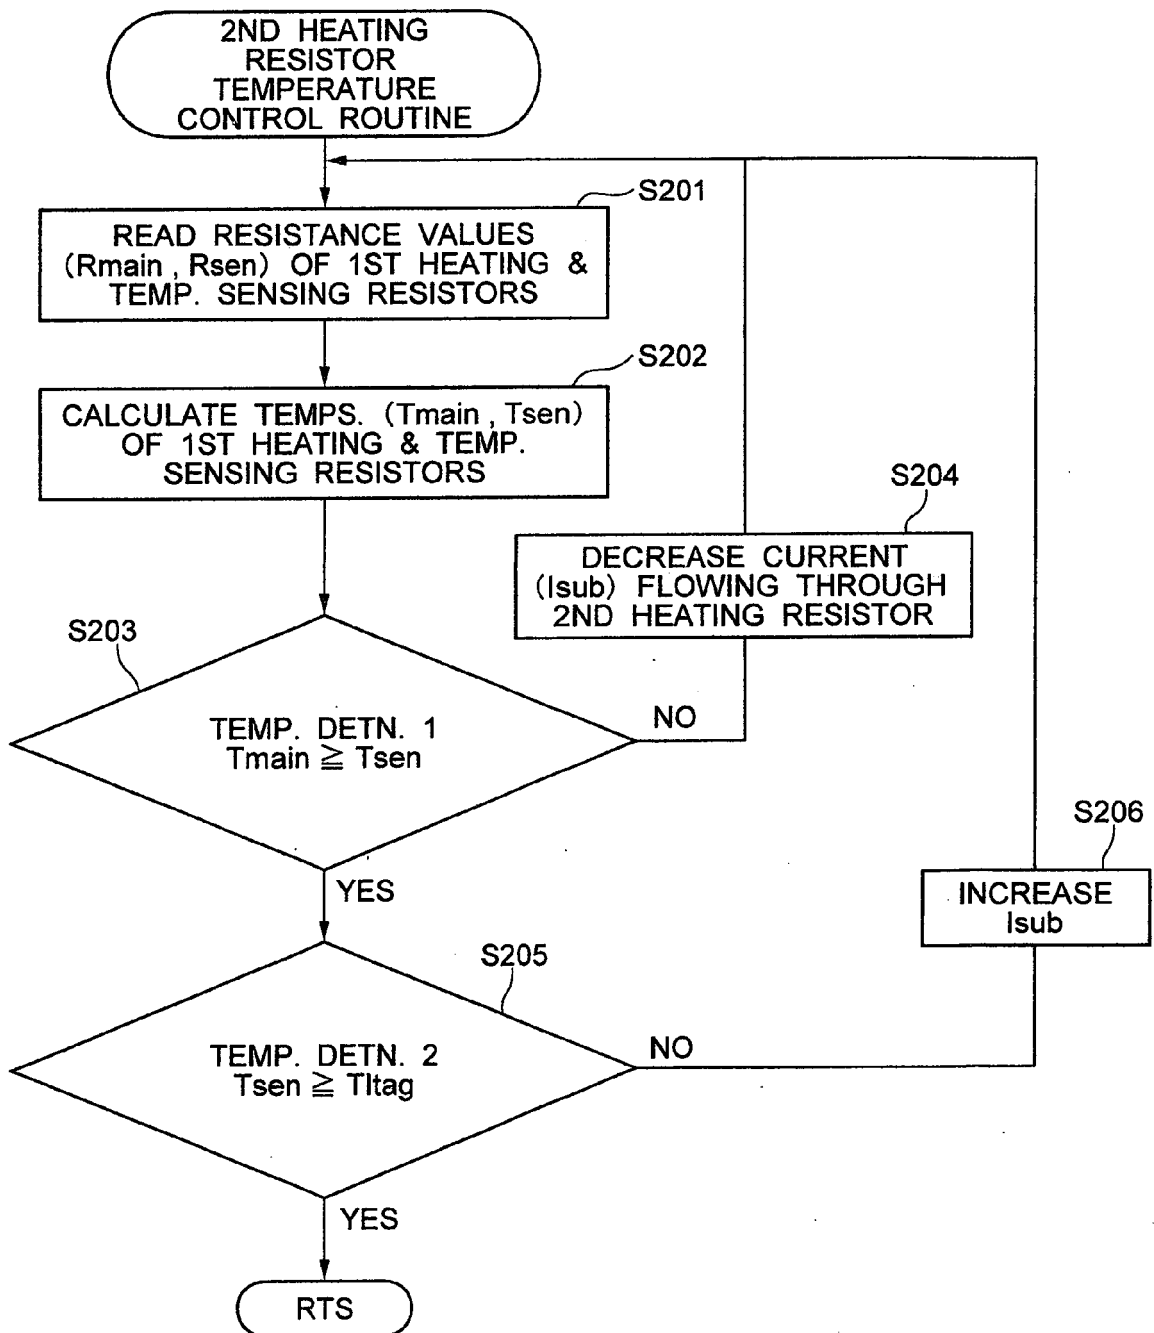 2ND HEATING
RESISTOR
TEMPERATURE
CONTROL ROUTINE
S201
READ RESISTANCE VALUES
(Rmain , Rsen) OF 1ST HEATING &
TEMP. SENSING RESISTORS
S202
CALCULATE TEMPS. (Tmain , Tsen)
OF 1ST HEATING & TEMP.
SENSING RESISTORS
S204
DECREASE CURRENT
(Isub) FLOWING THROUGH
2ND HEATING RESISTOR
S203
TEMP. DETN. 1
Tmain ≧ Tsen
NO
YES
S206
INCREASE
Isub
S205
TEMP. DETN. 2
Tsen ≧ Tltag
NO
YES
RTS